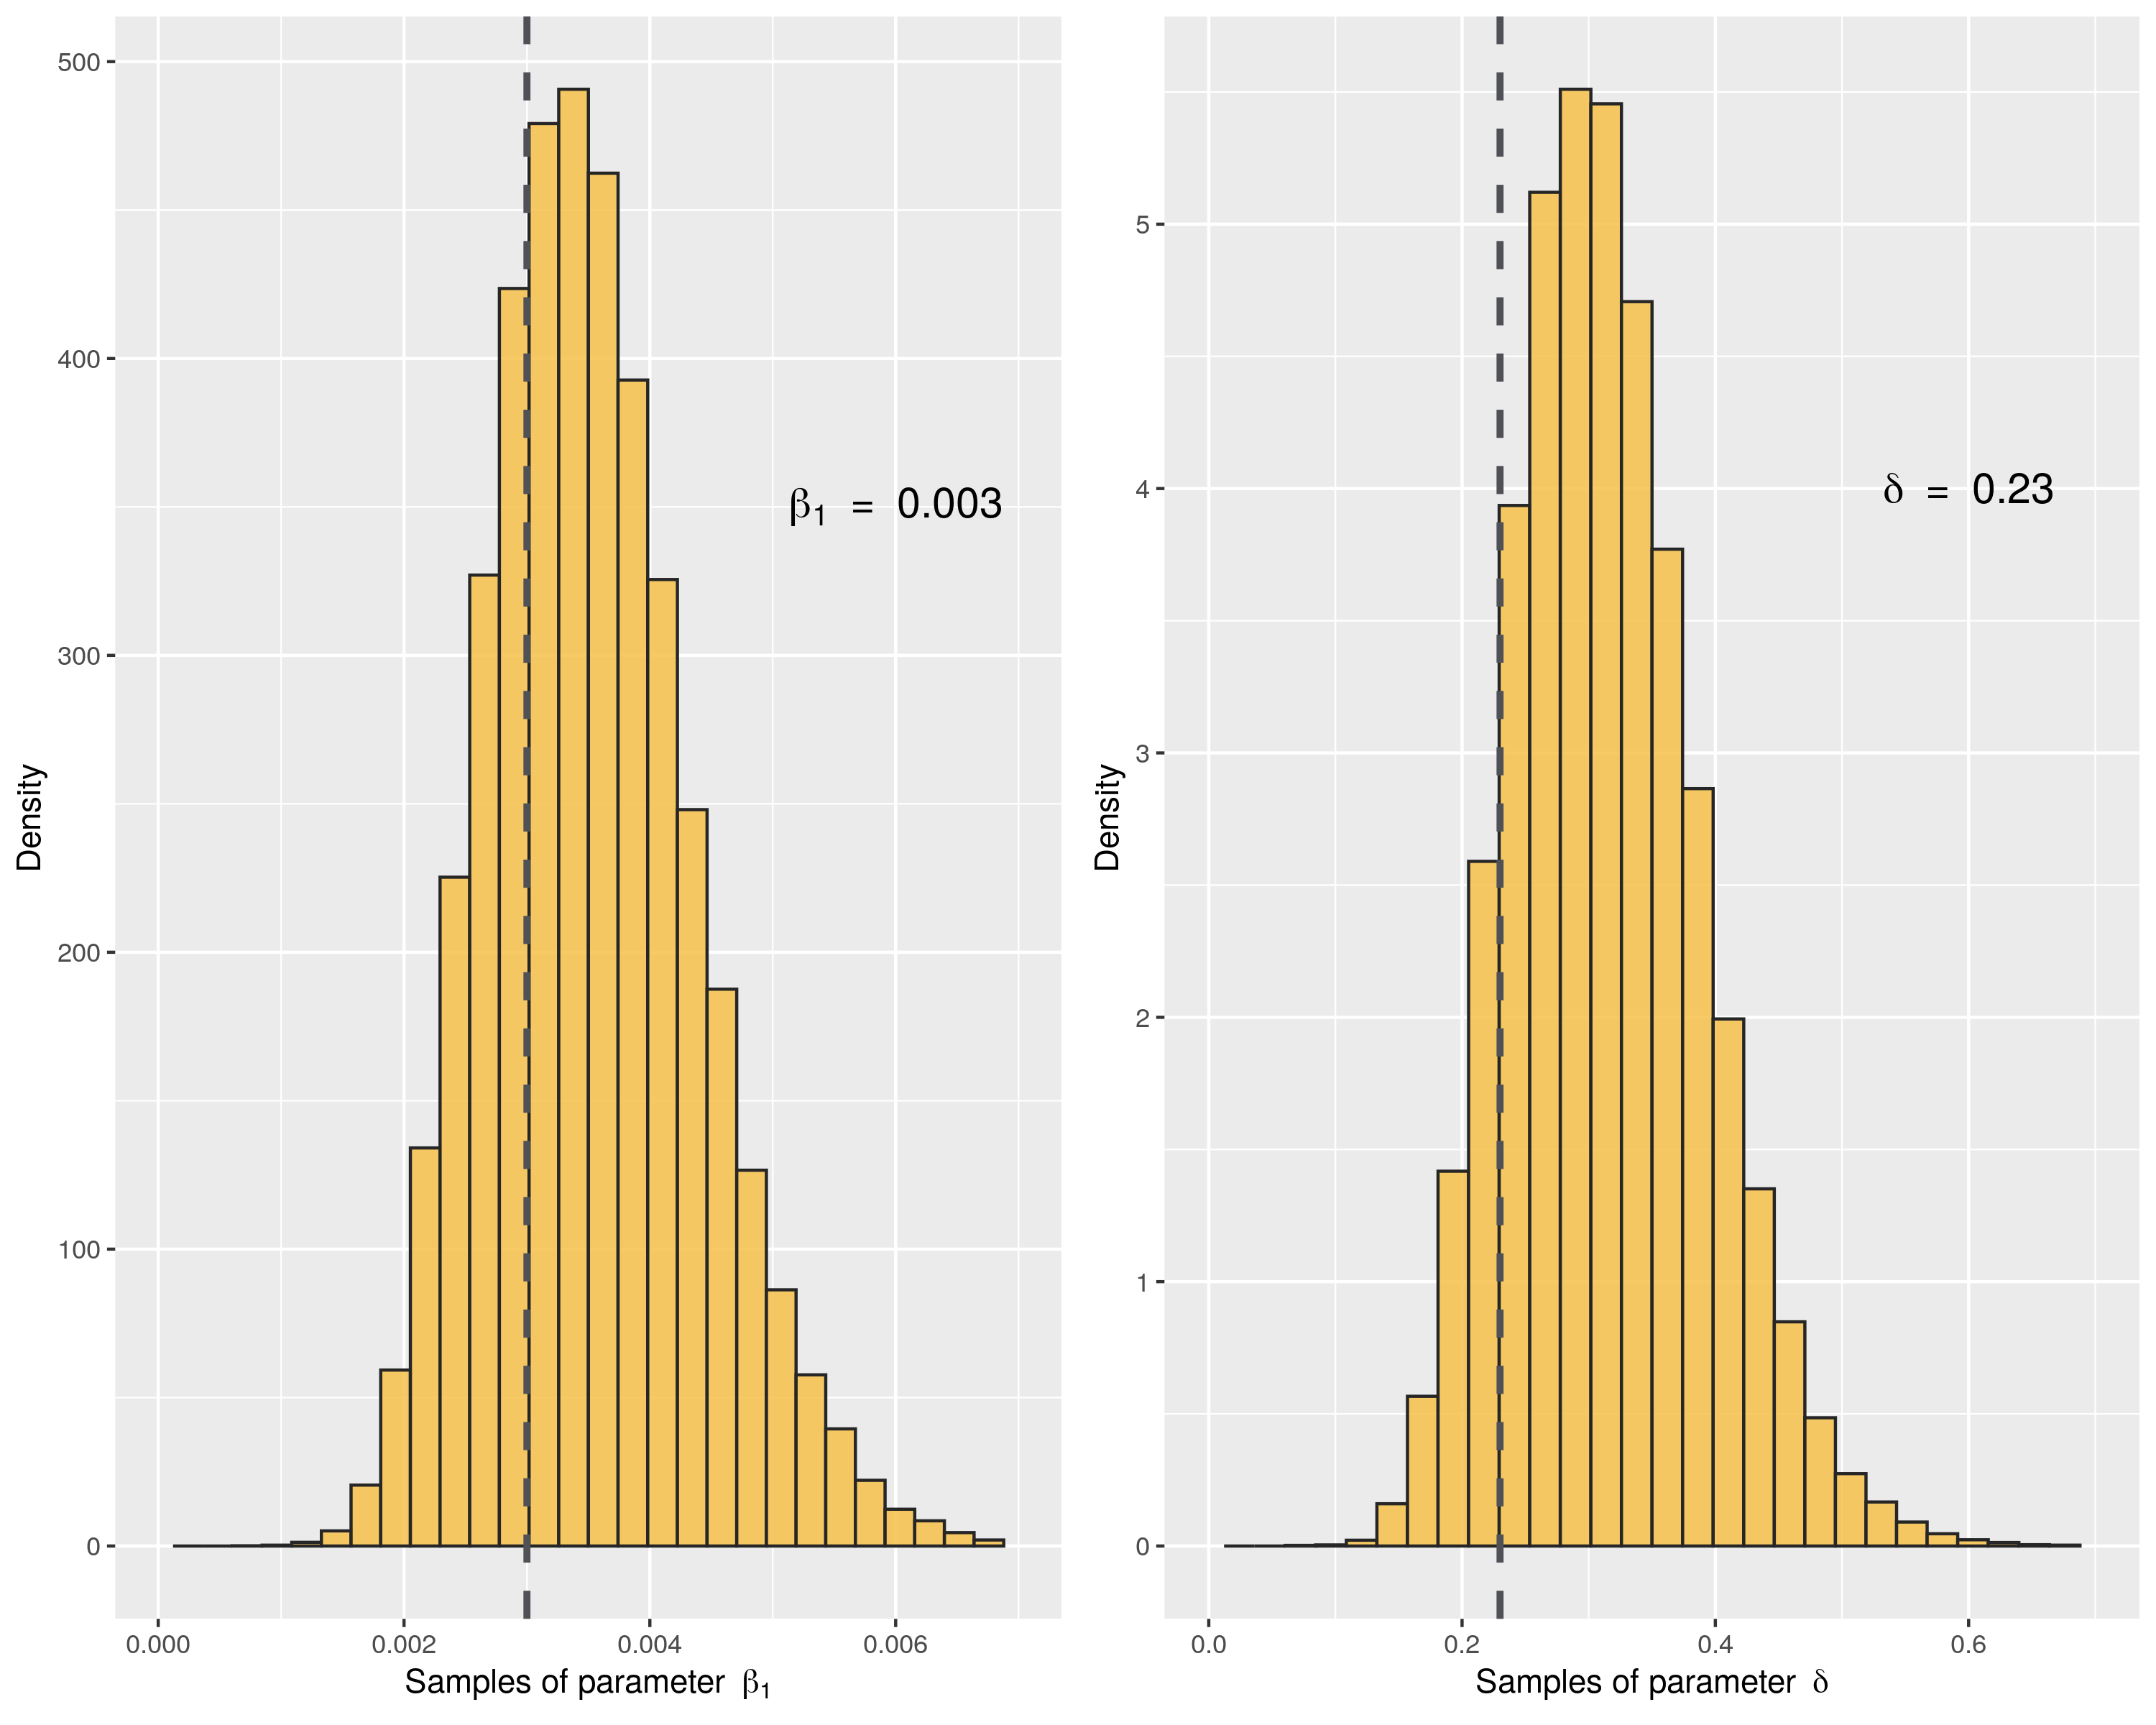 Density
500
400
300
200
100
0
β1 = 0.003
0.000 0.002 0.004 0.006
Samples of parameter β1
Density
5
4
3
2
1
0
δ = 0.23
0.0 0.2 0.4 0.6
Samples of parameter δ